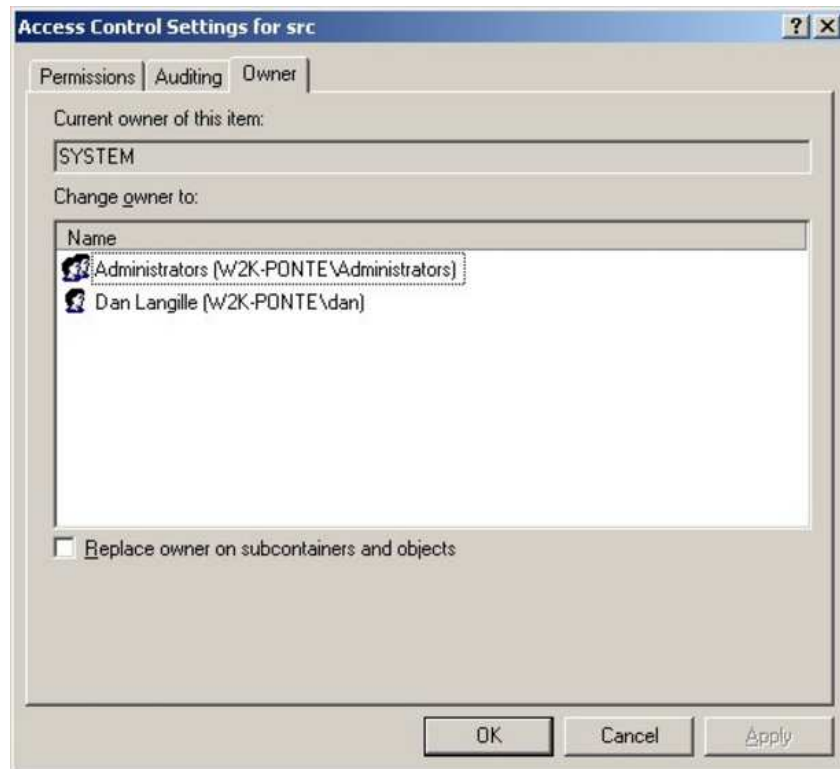 Access Control Settings for src
Permissions Auditing Owner
Current owner of this item:
SYSTEM
Change owner to:
Name
Administrators (W2K-PONTE\Administrators)
Dan Langille (W2K-PONTE\dan)
Replace owner on subcontainers and objects
OK Cancel Apply